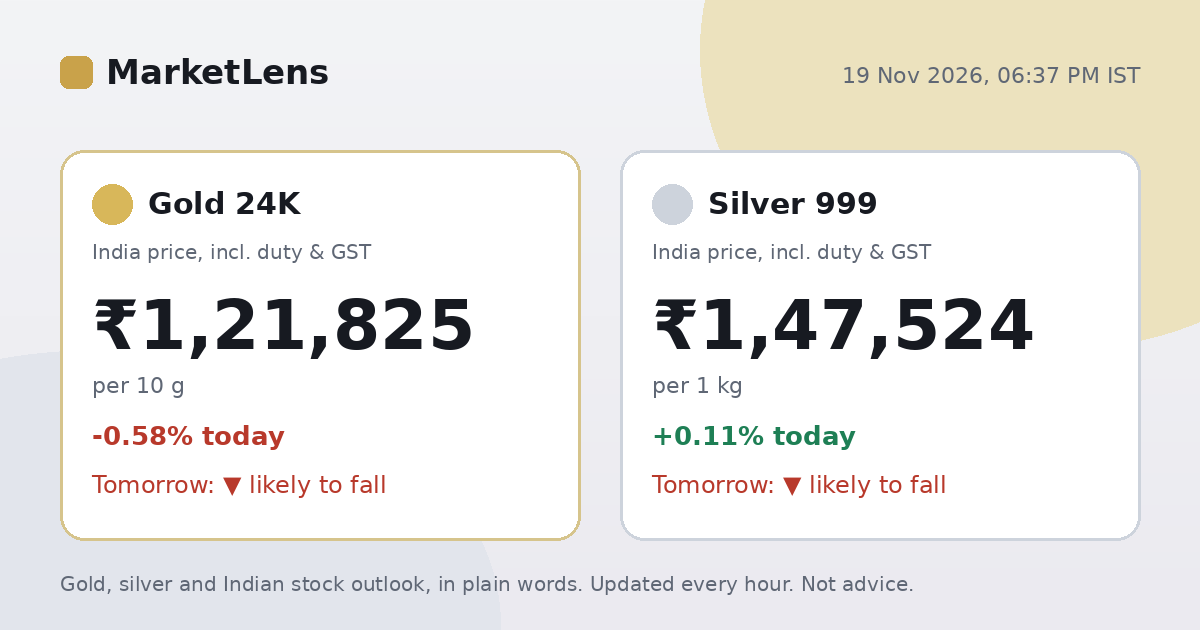 MarketLens
19 Nov 2026, 06:37 PM IST
Gold 24K
India price, incl. duty & GST
₹1,21,825
per 10 g
-0.58% today
Tomorrow: ▼ likely to fall
Silver 999
India price, incl. duty & GST
₹1,47,524
per 1 kg
+0.11% today
Tomorrow: ▼ likely to fall
Gold, silver and Indian stock outlook, in plain words. Updated every hour. Not advice.